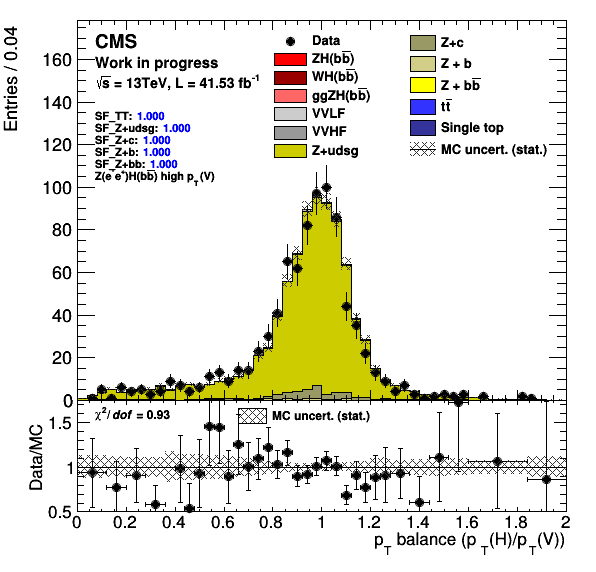 CMS
Work in progress
√s = 13TeV, L = 41.53 fb⁻¹
SF_TT: 1.000
SF_Z+udsg: 1.000
SF_Z+c: 1.000
SF_Z+b: 1.000
SF_Z+bb: 1.000
Z(e⁻e⁺)H(bb̅) high p_T(V)
Data
ZH(bb̅)
WH(bb̅)
ggZH(bb̅)
VVLF
VVHF
Z+udsg
Z+c
Z + b
Z + bb̅
tt̅
Single top
MC uncert. (stat.)
Entries / 0.04
160
140
120
100
80
60
40
20
0
χ²/dof = 0.93
MC uncert. (stat.)
Data/MC
1.5
1
0.5
0 0.2 0.4 0.6 0.8 1 1.2 1.4 1.6 1.8 2
p_T balance (p_T(H)/p_T(V))